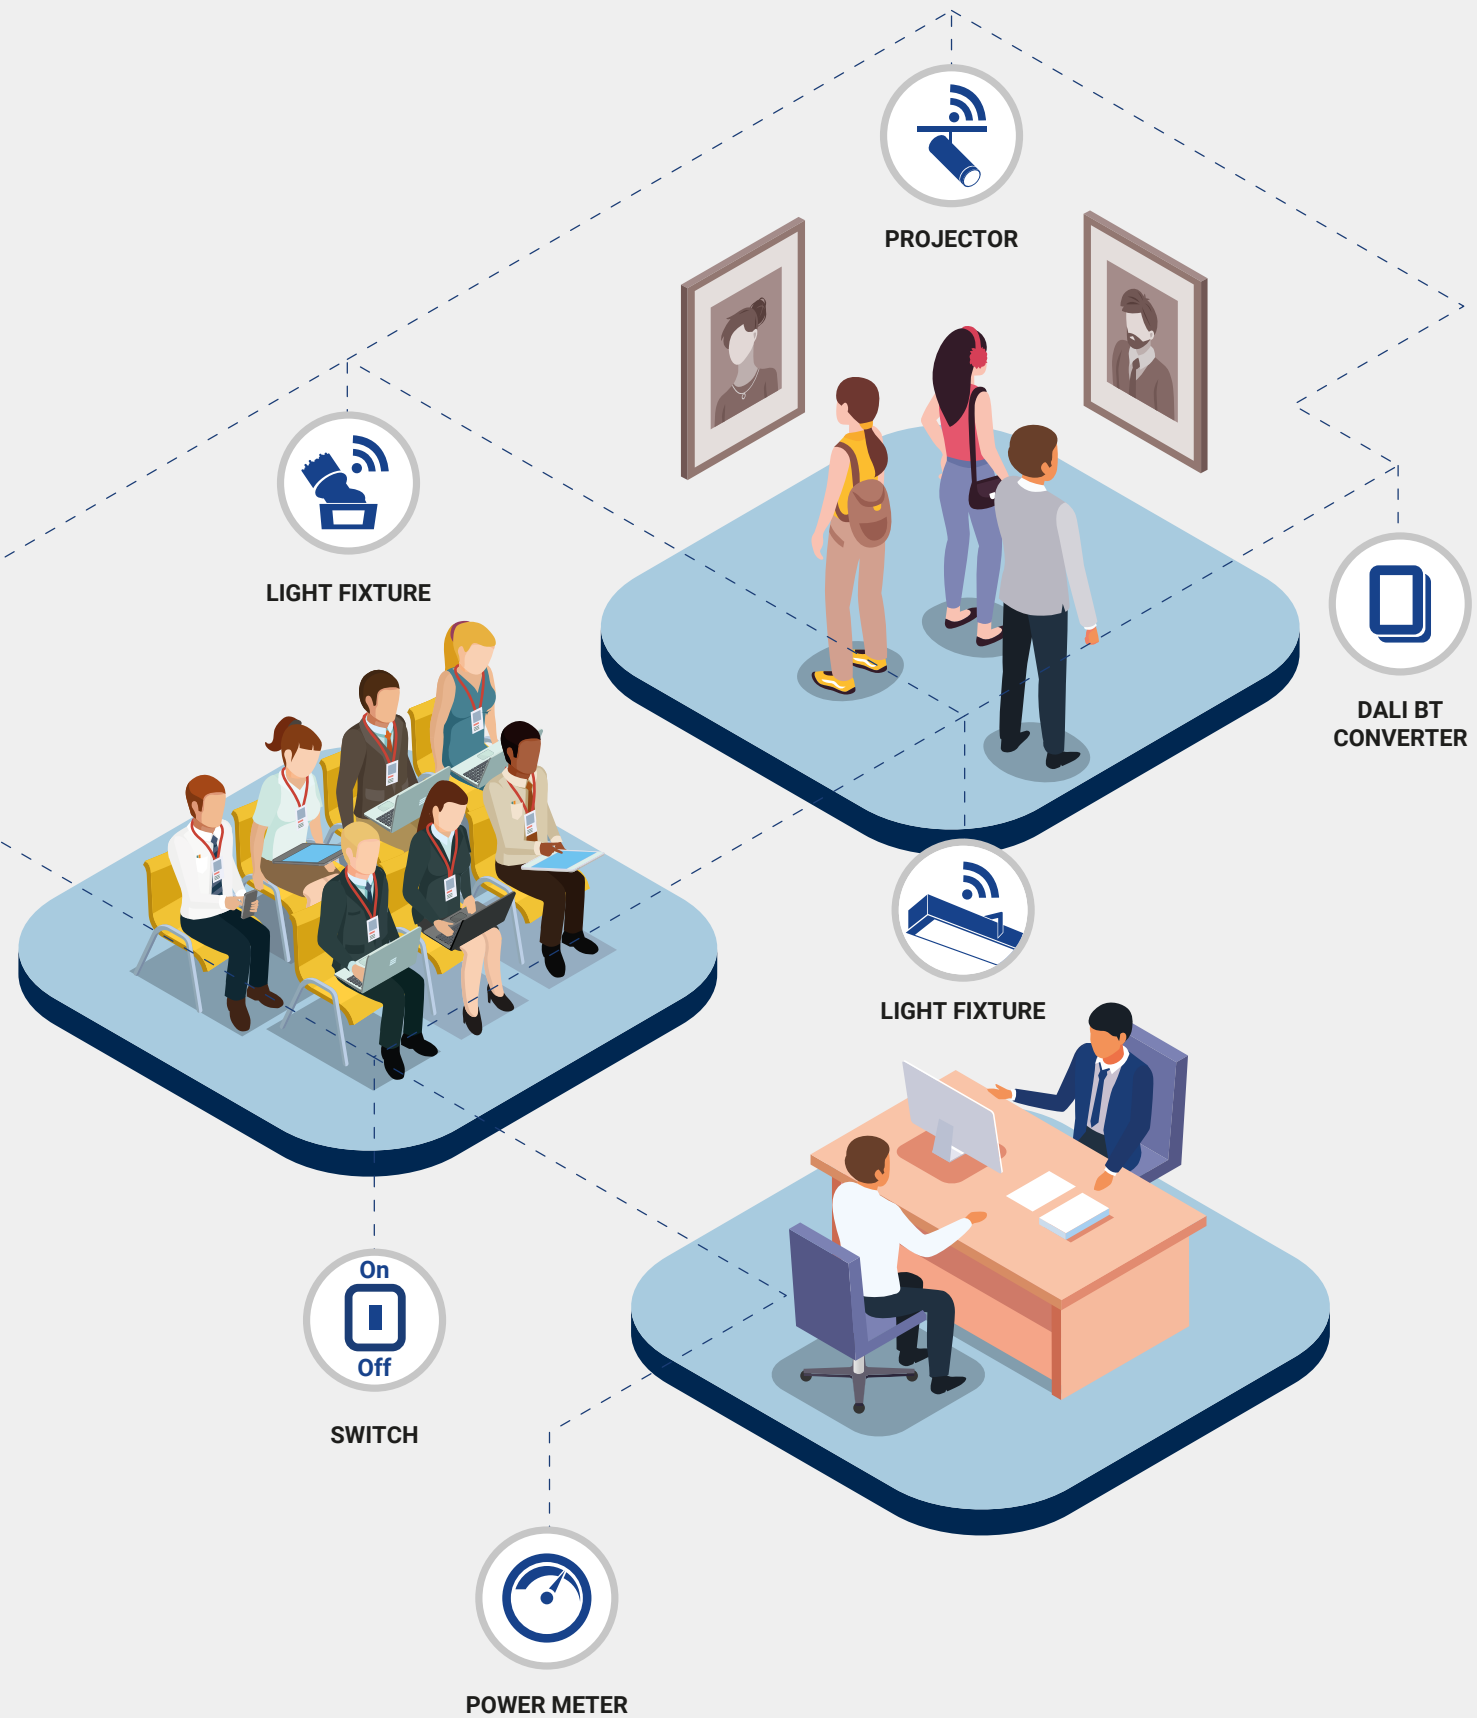 PROJECTOR
LIGHT FIXTURE
DALI BT
CONVERTER
LIGHT FIXTURE
On
Off
SWITCH
POWER METER